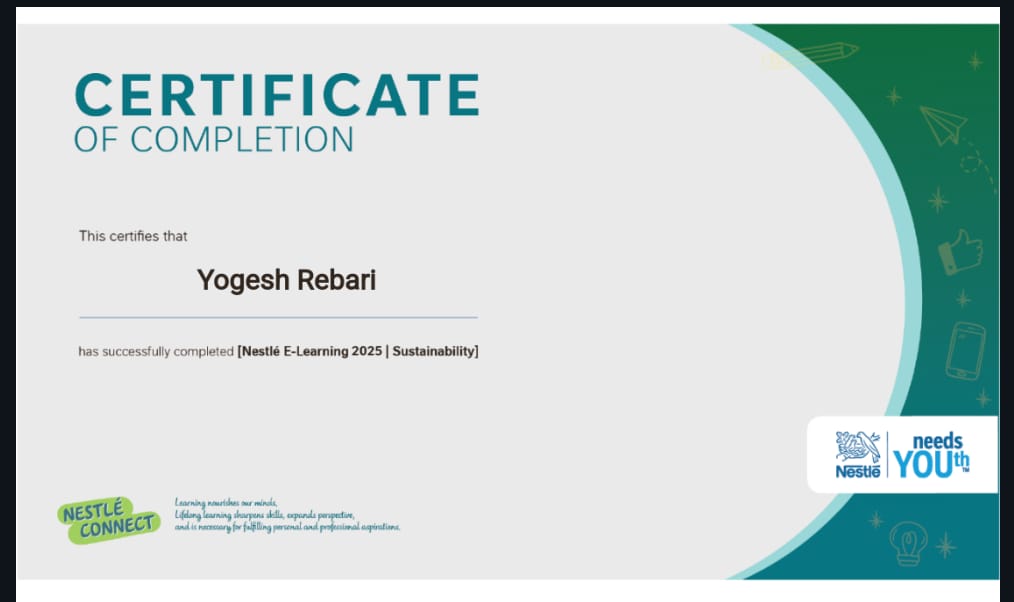 CERTIFICATE
OF COMPLETION
This certifies that
Yogesh Rebari
has successfully completed [Nestlé E-Learning 2025 | Sustainability]
Nestlé
needs
YOUth
TM
NESTLÉ
CONNECT
Learning nourishes our minds,
Lifelong learning sharpens skills, expands perspective,
and is necessary for fulfilling personal and professional aspirations.